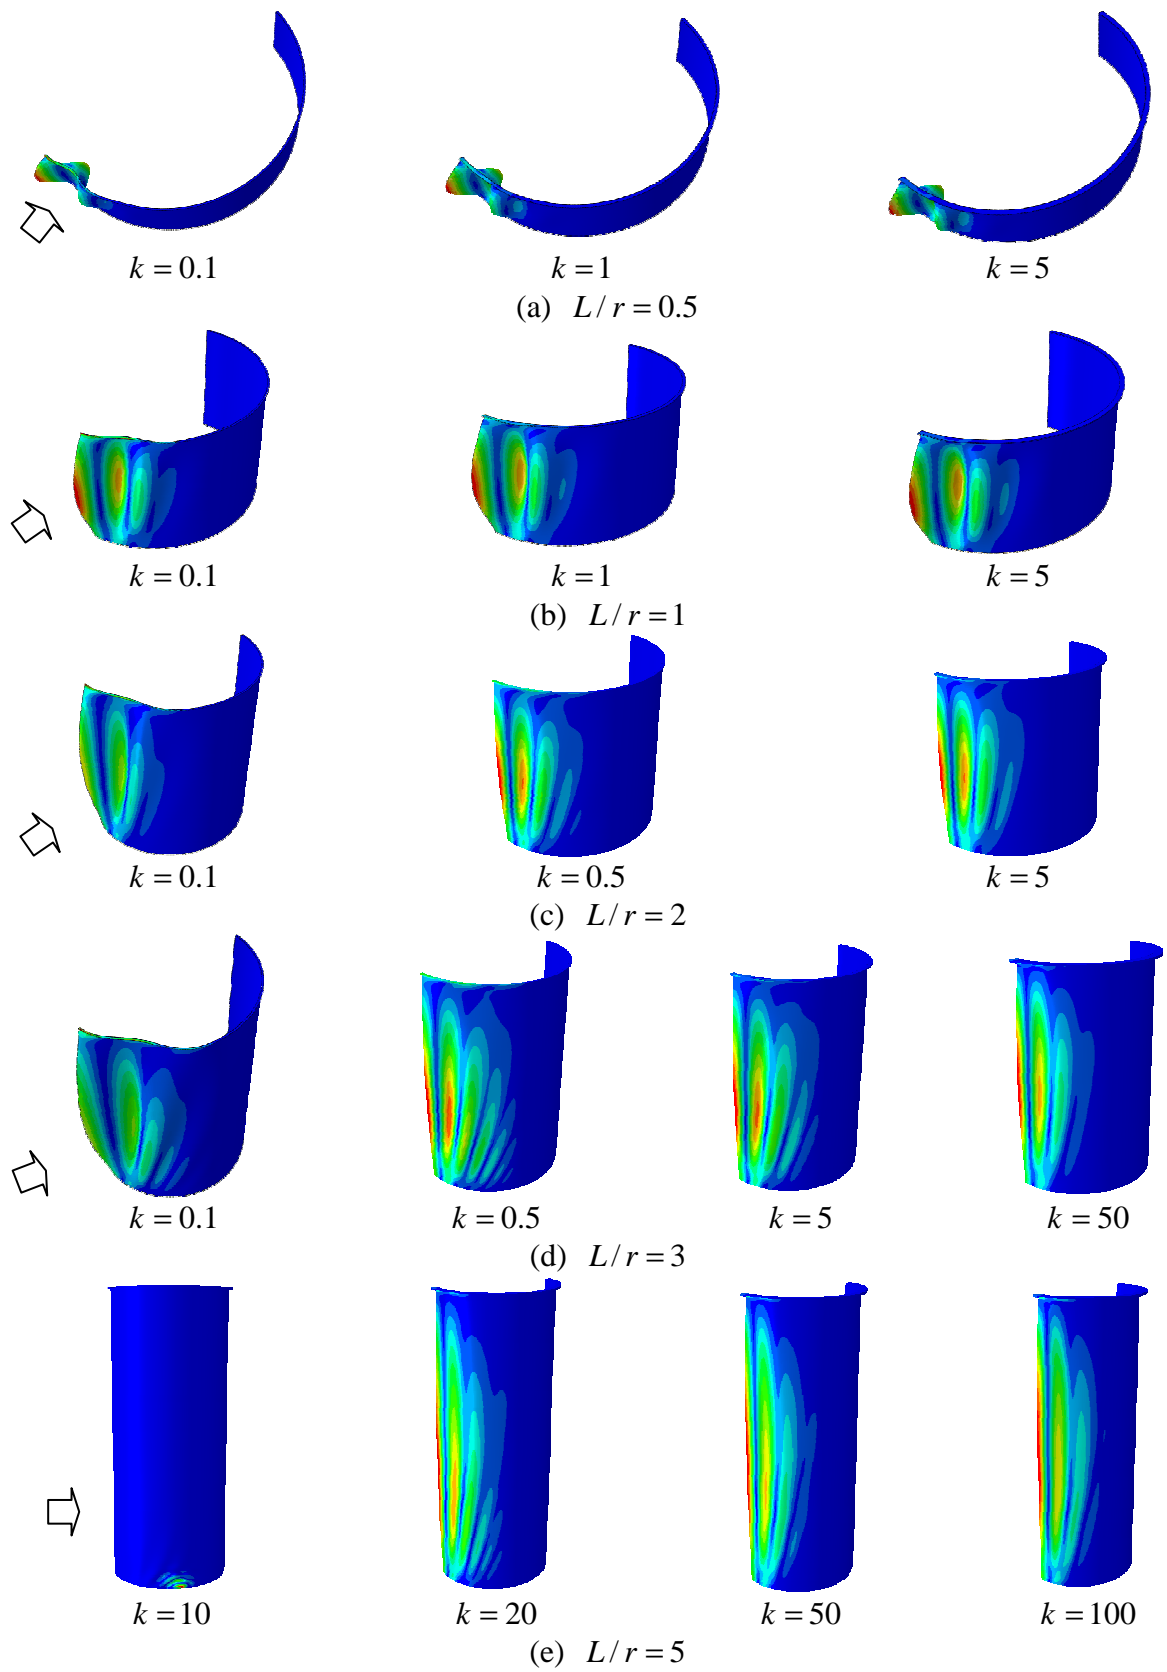 k = 0.1 k = 1 k = 5
(a) L / r = 0.5
k = 0.1 k = 1 k = 5
(b) L / r = 1
k = 0.1 k = 0.5 k = 5
(c) L / r = 2
k = 0.1 k = 0.5 k = 5 k = 50
(d) L / r = 3
k = 10 k = 20 k = 50 k = 100
(e) L / r = 5